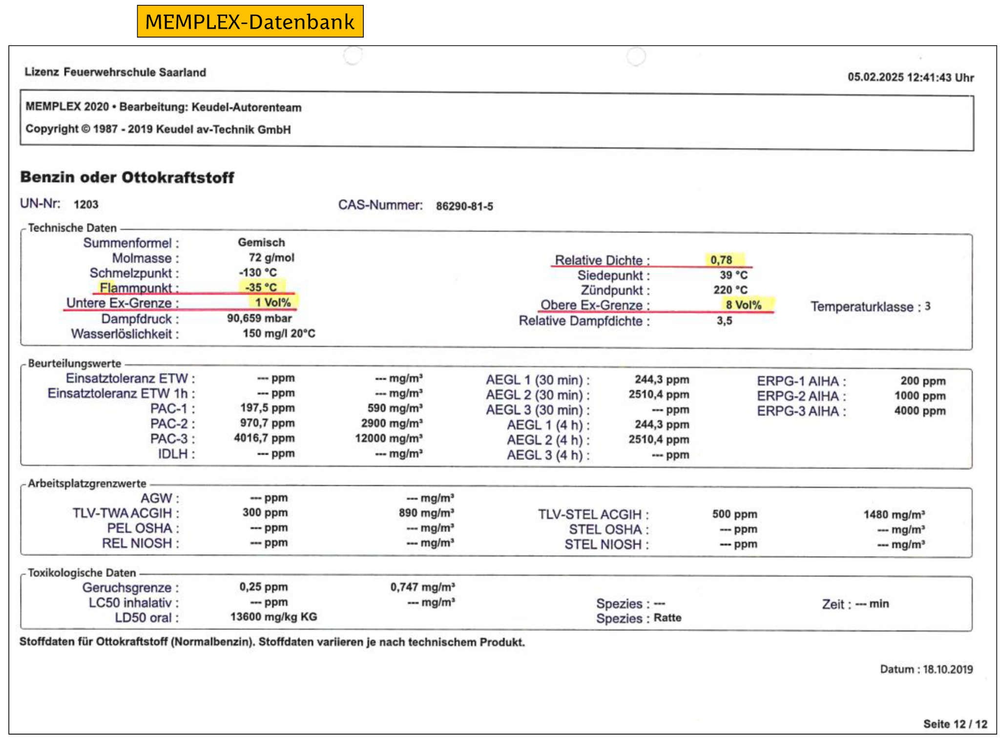 MEMPLEX-Datenbank
Lizenz Feuerwehrschule Saarland 05.02.2025 12:41:43 Uhr
MEMPLEX 2020 • Bearbeitung: Keudel-Autorenteam
Copyright © 1987 - 2019 Keudel av-Technik GmbH
Benzin oder Ottokraftstoff
UN-Nr: 1203 CAS-Nummer: 86290-81-5
Technische Daten
Summenformel : Gemisch
Molmasse : 72 g/mol Relative Dichte : 0,78
Schmelzpunkt : -130 °C Siedepunkt : 39 °C
Flammpunkt : -35 °C Zündpunkt : 220 °C
Untere Ex-Grenze : 1 Vol% Obere Ex-Grenze : 8 Vol% Temperaturklasse : 3
Dampfdruck : 90,659 mbar Relative Dampfdichte : 3,5
Wasserlöslichkeit : 150 mg/l 20°C
Beurteilungswerte
Einsatztoleranz ETW : --- ppm --- mg/m³ AEGL 1 (30 min) : 244,3 ppm ERPG-1 AIHA : 200 ppm
Einsatztoleranz ETW 1h : --- ppm --- mg/m³ AEGL 2 (30 min) : 2510,4 ppm ERPG-2 AIHA : 1000 ppm
PAC-1 : 197,5 ppm 590 mg/m³ AEGL 3 (30 min) : --- ppm ERPG-3 AIHA : 4000 ppm
PAC-2 : 970,7 ppm 2900 mg/m³ AEGL 1 (4 h) : 244,3 ppm
PAC-3 : 4016,7 ppm 12000 mg/m³ AEGL 2 (4 h) : 2510,4 ppm
IDLH : --- ppm --- mg/m³ AEGL 3 (4 h) : --- ppm
Arbeitsplatzgrenzwerte
AGW : --- ppm --- mg/m³
TLV-TWA ACGIH : 300 ppm 890 mg/m³ TLV-STEL ACGIH : 500 ppm 1480 mg/m³
PEL OSHA : --- ppm --- mg/m³ STEL OSHA : --- ppm --- mg/m³
REL NIOSH : --- ppm --- mg/m³ STEL NIOSH : --- ppm --- mg/m³
Toxikologische Daten
Geruchsgrenze : 0,25 ppm 0,747 mg/m³
LC50 inhalativ : --- ppm --- mg/m³ Spezies : --- Zeit : --- min
LD50 oral : 13600 mg/kg KG Spezies : Ratte
Stoffdaten für Ottokraftstoff (Normalbenzin). Stoffdaten variieren je nach technischem Produkt.
Datum : 18.10.2019
Seite 12 / 12